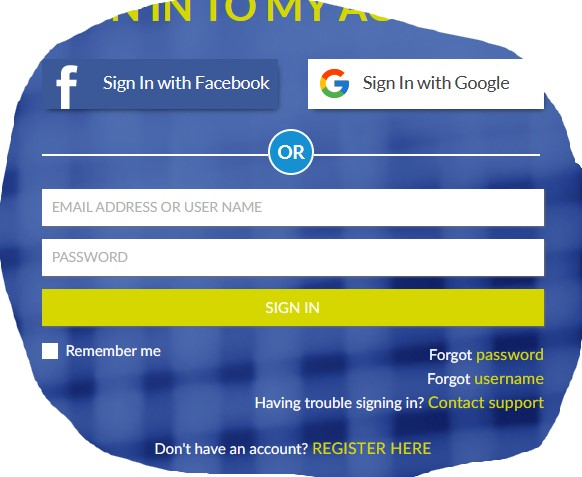 IN TO MY
Sign In with Facebook
Sign In with Google
OR
EMAIL ADDRESS OR USER NAME
PASSWORD
SIGN IN
Remember me
Forgot password
Forgot username
Having trouble signing in? Contact support
Don't have an account? REGISTER HERE